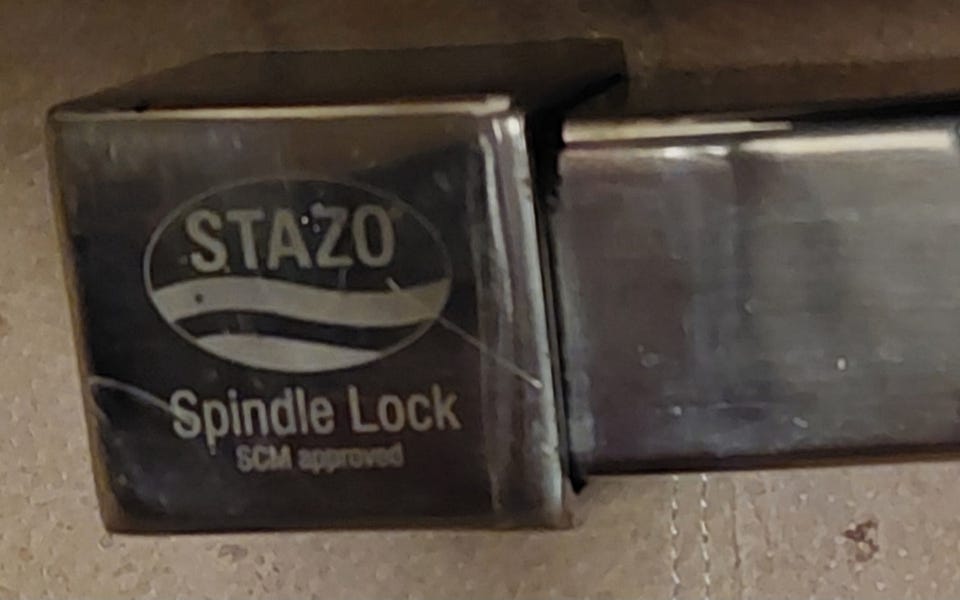 STAZO
Spindle Lock
SCM approved